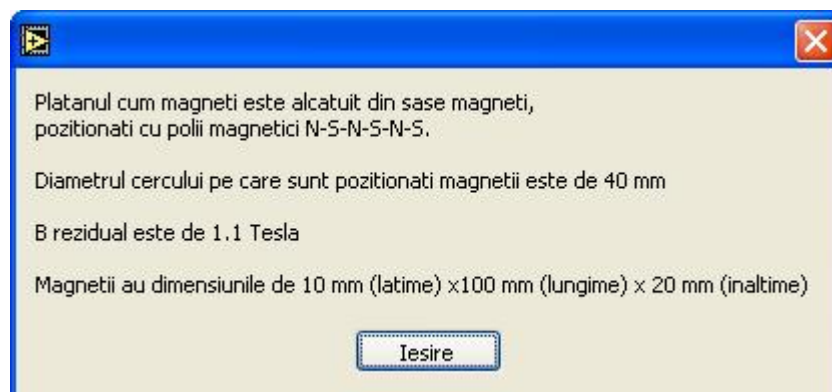 Platanul cum magneti este alcatuit din sase magneti,
pozitionati cu polii magnetici N-S-N-S-N-S.
Diametrul cercului pe care sunt pozitionati magnetii este de 40 mm
B rezidual este de 1.1 Tesla
Magnetii au dimensiunile de 10 mm (latime) x100 mm (lungime) x 20 mm (inaltime)
Iesire